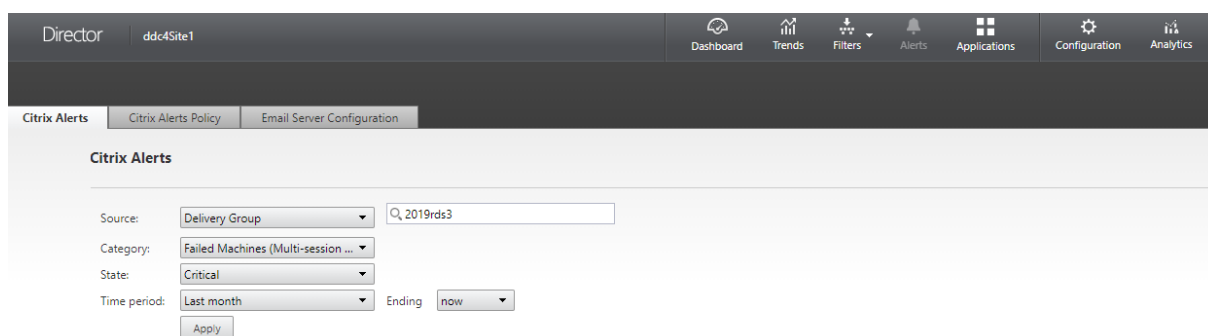 Director ddc4Site1
Dashboard Trends Filters Alerts Applications Configuration Analytics
Citrix Alerts Citrix Alerts Policy Email Server Configuration
Citrix Alerts
Source: Delivery Group 2019rds3
Category: Failed Machines (Multi-session ...
State: Critical
Time period: Last month Ending now
Apply